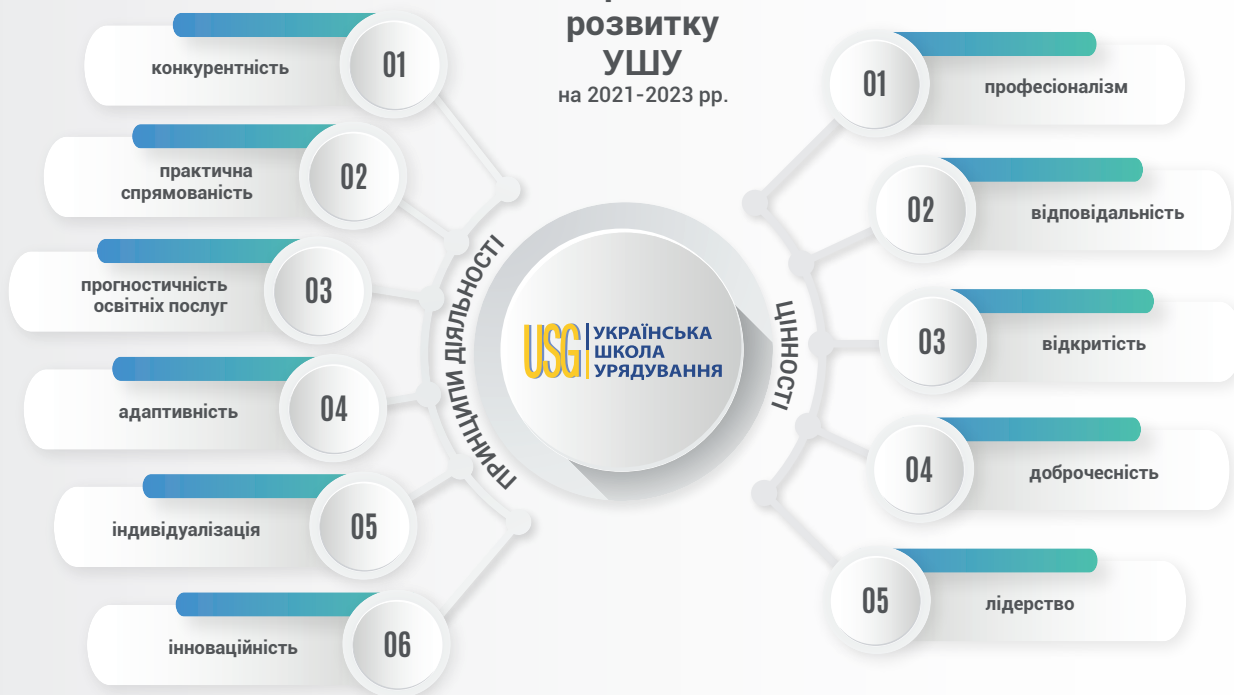 розвитку
УШУ
на 2021-2023 рр.
ПРИНЦИПИ ДІЯЛЬНОСТІ
01
конкурентність
02
практична
спрямованість
03
прогностичність
освітніх послуг
04
адаптивність
05
індивідуалізація
06
інноваційність
USG
УКРАЇНСЬКА
ШКОЛА
УРЯДУВАННЯ
ЦІННОСТІ
01
професіоналізм
02
відповідальність
03
відкритість
04
доброчесність
05
лідерство